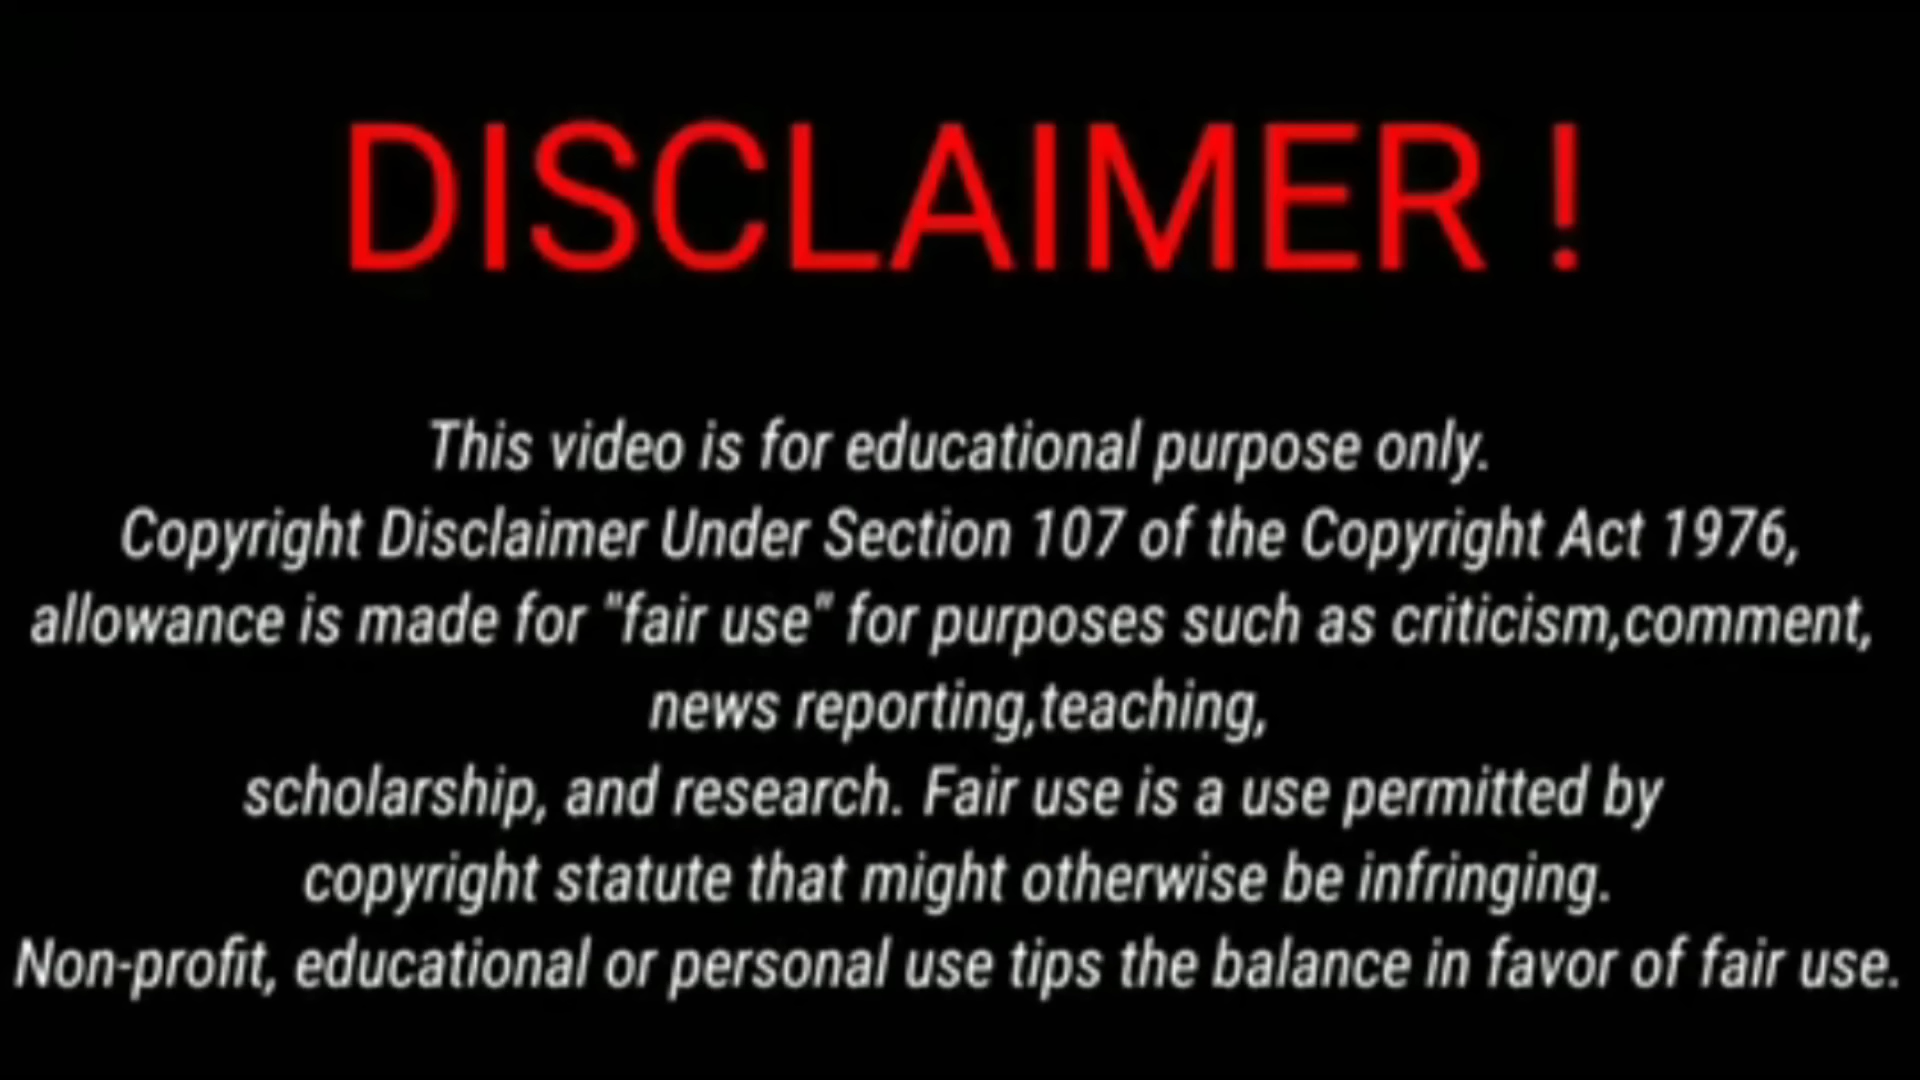 DISCLAIMER !
This video is for educational purpose only.
Copyright Disclaimer Under Section 107 of the Copyright Act 1976,
allowance is made for "fair use" for purposes such as criticism,comment,
news reporting,teaching,
scholarship, and research. Fair use is a use permitted by
copyright statute that might otherwise be infringing.
Non-profit, educational or personal use tips the balance in favor of fair use.